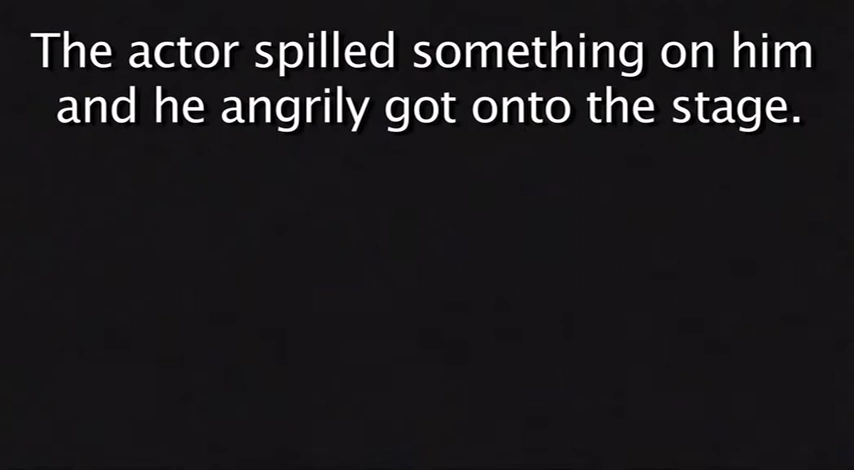 The actor spilled something on him
and he angrily got onto the stage.